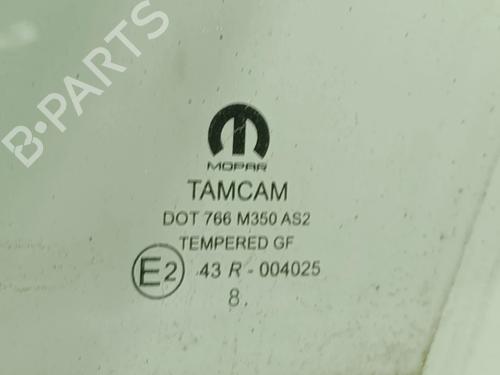 B-PARTS
MOPAR
TAMCAM
DOT 766 M350 AS2
TEMPERED GF
E2 43 R - 004025
8.